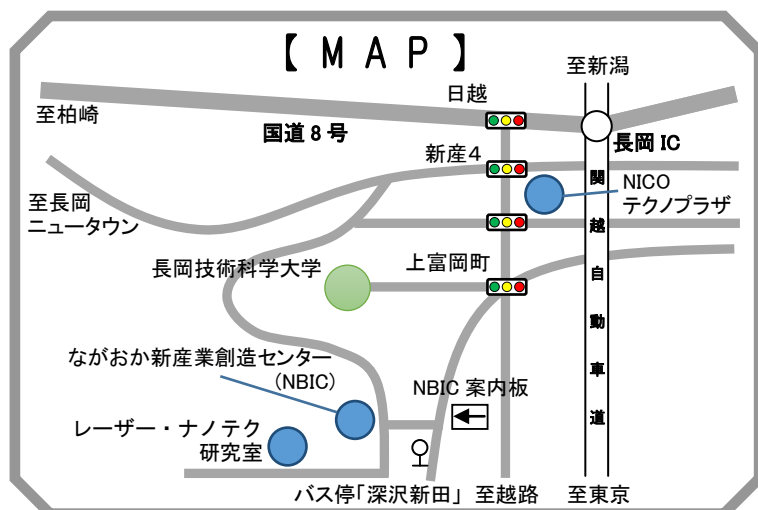 【 M A P 】
至新潟
日越
至柏崎
国道８号
長岡 IC
新産４
関越自動車道
NICO
テクノプラザ
至長岡
ニュータウン
長岡技術科学大学
上富岡町
ながおか新産業創造センター
（NBIC）
NBIC 案内板
レーザー・ナノテク
研究室
バス停「深沢新田」
至越路
至東京